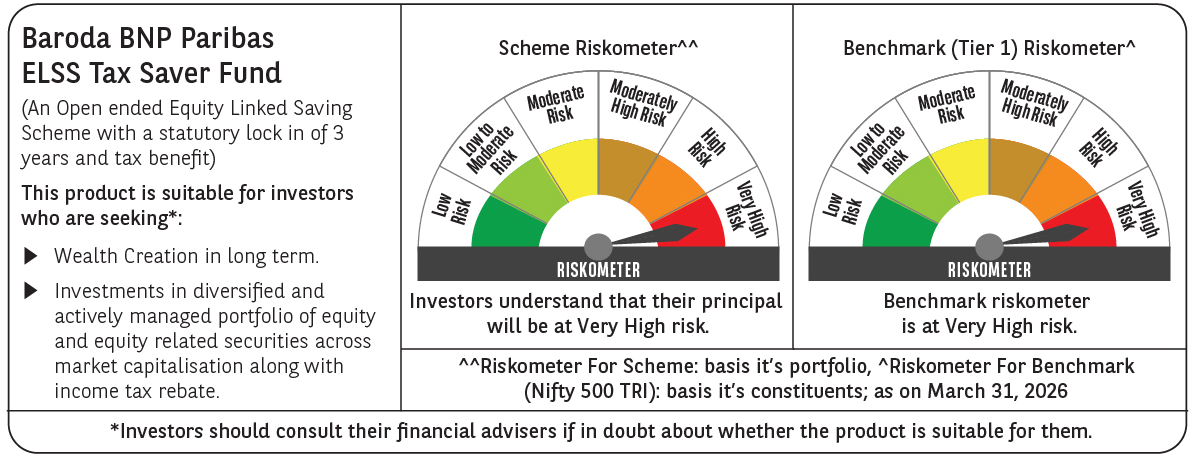 Baroda BNP Paribas
ELSS Tax Saver Fund
(An Open ended Equity Linked Saving
Scheme with a statutory lock in of 3
years and tax benefit)
This product is suitable for investors
who are seeking*:
▶ Wealth Creation in long term.
▶ Investments in diversified and
actively managed portfolio of equity
and equity related securities across
market capitalisation along with
income tax rebate.
Scheme Riskometer^^
Low
Risk
Low to
Moderate
Risk
Moderate
Risk
Moderately
High Risk
High
Risk
Very High
Risk
RISKOMETER
Investors understand that their principal
will be at Very High risk.
Benchmark (Tier 1) Riskometer^
Low
Risk
Low to
Moderate
Risk
Moderate
Risk
Moderately
High Risk
High
Risk
Very High
Risk
RISKOMETER
Benchmark riskometer
is at Very High risk.
^^Riskometer For Scheme: basis it's portfolio, ^Riskometer For Benchmark
(Nifty 500 TRI): basis it's constituents; as on March 31, 2026
*Investors should consult their financial advisers if in doubt about whether the product is suitable for them.